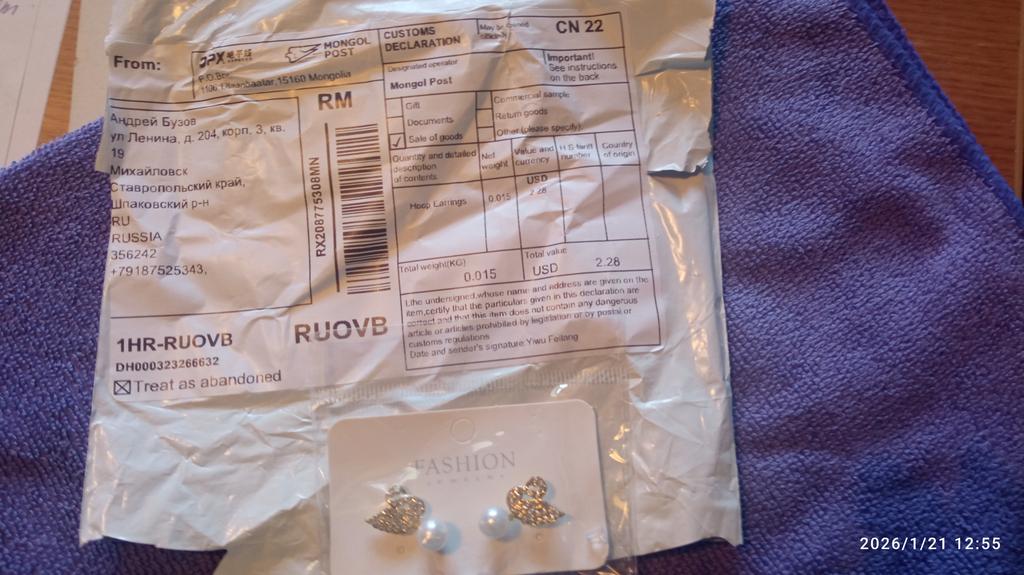 From:
MONGOL POST
P.O.Box
1106, Ulaanbaatar,15160 Mongolia
CUSTOMS
DECLARATION
May be opened
officially
CN 22
Designated operator
Mongol Post
Important!
See instructions
on the back
Gift
Documents
Sale of goods
Commercial sample
Return goods
Other (please specify):
Quantity and detailed
description
of contents
Net
weight
Value and
currency
H.S tariff
number
Country
of origin
USD
Hoop Earrings
0.015
2.28
Total weight(KG)
0.015
Total value
USD 2.28
I,the undersigned,whose name and address are given on the
item,certify that the particulars given in this declaration are
correct and that this item does not contain any dangerous
article or articles prohibited by legislation or by postal or
customs regulations
Date and sender's signature:Yiwu Feilang
Андрей Бузов
ул Ленина, д. 204, корп. 3, кв.
19
Михайловск
Ставропольский край,
Шпаковский р-н
RU
RUSSIA
356242
+79187525343,
RM
RX208775308MN
RUOVB
1HR-RUOVB
DH000323266632
Treat as abandoned
FASHION
JEWELRY
2026/1/21 12:55